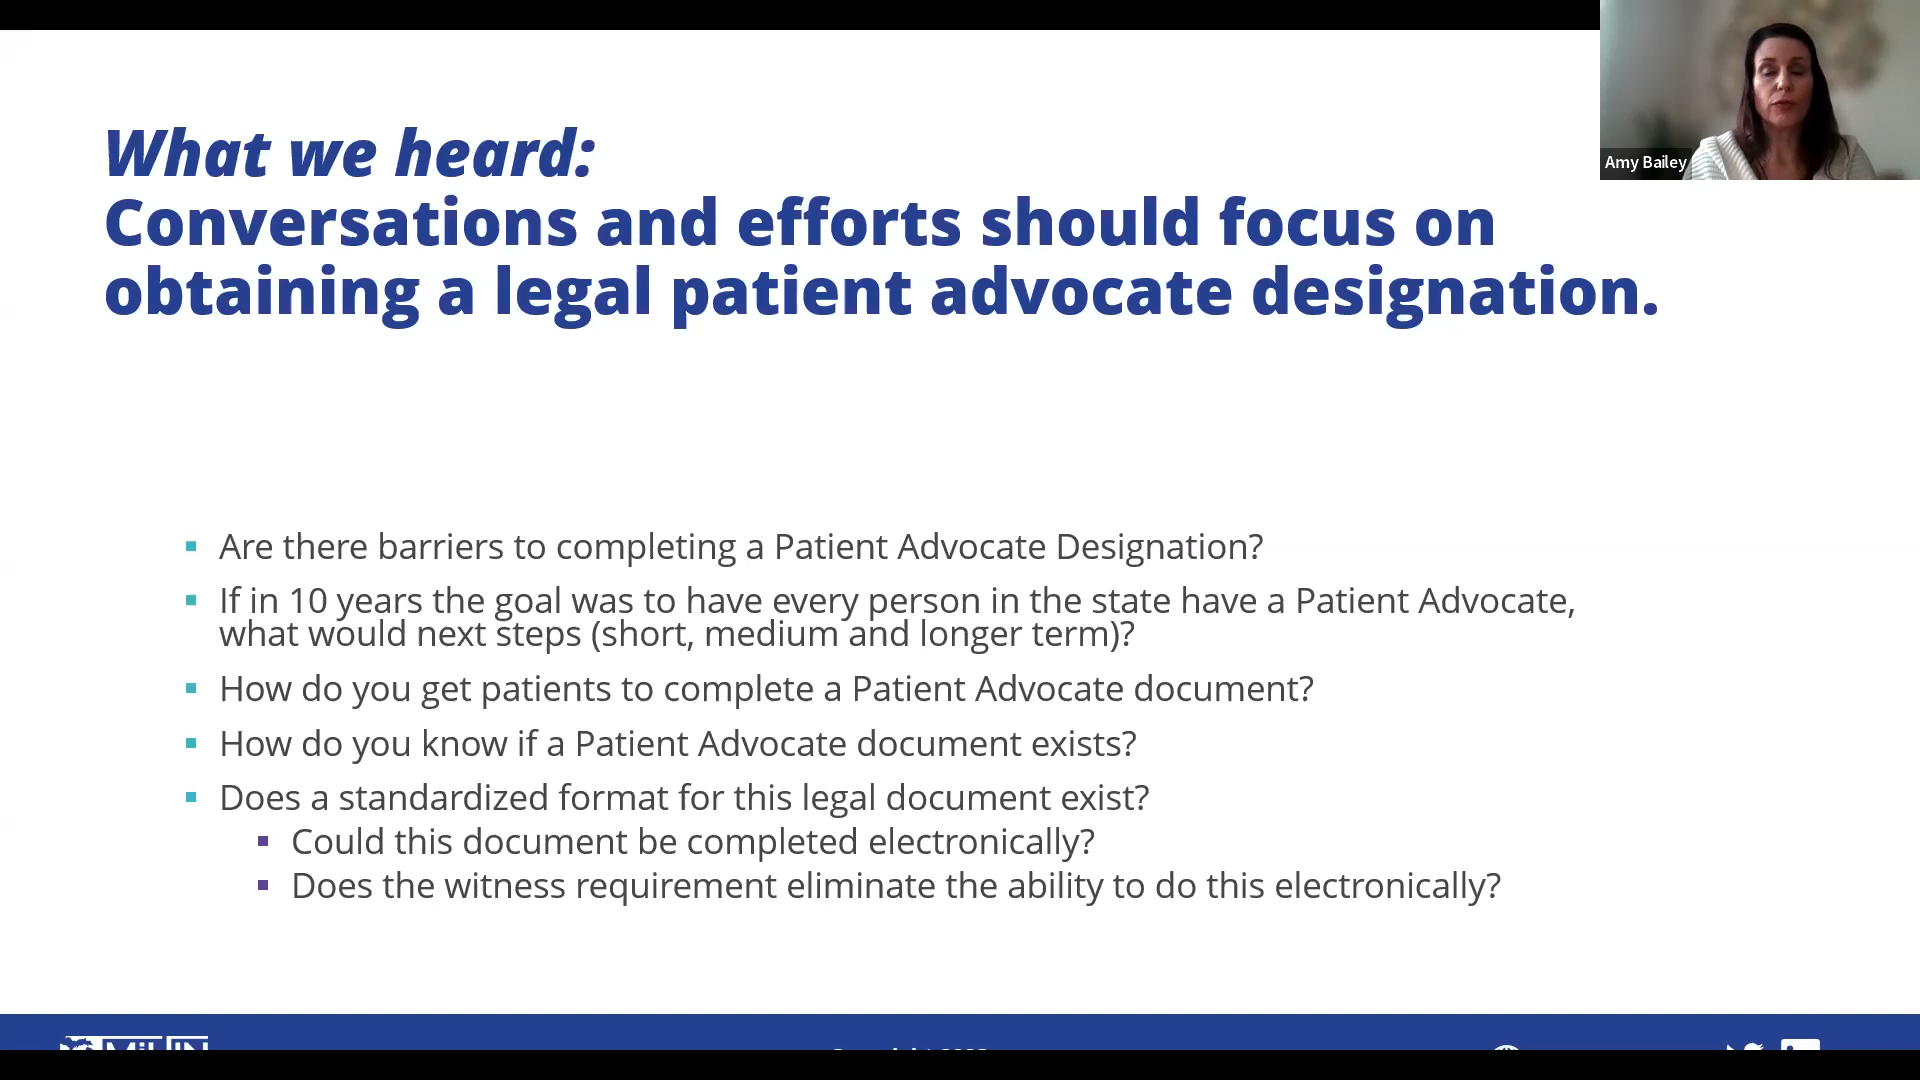 What we heard:
Conversations and efforts should focus on
obtaining a legal patient advocate designation.
Amy Bailey
Are there barriers to completing a Patient Advocate Designation?
If in 10 years the goal was to have every person in the state have a Patient Advocate,
what would next steps (short, medium and longer term)?
How do you get patients to complete a Patient Advocate document?
How do you know if a Patient Advocate document exists?
Does a standardized format for this legal document exist?
Could this document be completed electronically?
Does the witness requirement eliminate the ability to do this electronically?